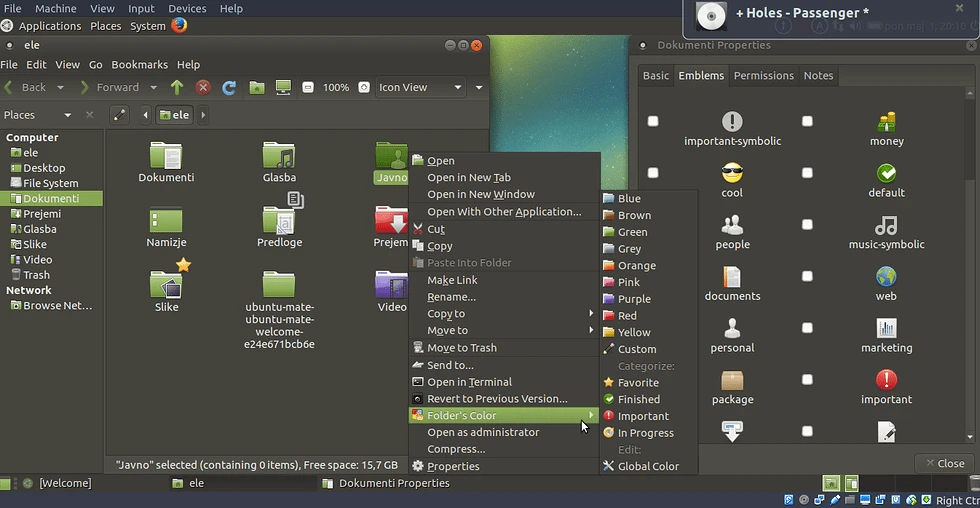 File Machine View Input Devices Help
+ Holes - Passenger *
Applications Places System
ele
Dokumenti Properties
File Edit View Go Bookmarks Help
Back Forward 100% Icon View
Places ele
Basic Emblems Permissions Notes
Computer
ele
Desktop
File System
Dokumenti
Prejemi
Glasba
Slike
Video
Trash
Network
Browse Net...
Dokumenti Glasba Javno
Namizje Predloge Prejem
Slike
ubuntu-mate-
ubuntu-mate-
welcome-
e24e671bcb6e
Video
Open
Open in New Tab
Open in New Window
Open With Other Application...
Cut
Copy
Paste Into Folder
Make Link
Rename...
Copy to
Move to
Move to Trash
Send to...
Open in Terminal
Revert to Previous Version...
Folder's Color
Open as administrator
Compress...
Properties
Blue
Brown
Green
Grey
Orange
Pink
Purple
Red
Yellow
Custom
Categorize:
Favorite
Finished
Important
In Progress
Edit:
Global Color
important-symbolic money
cool default
people music-symbolic
documents web
personal marketing
package important
"Javno" selected (containing 0 items), Free space: 15,7 GB
Close
[Welcome] ele Dokumenti Properties
Right Ctr